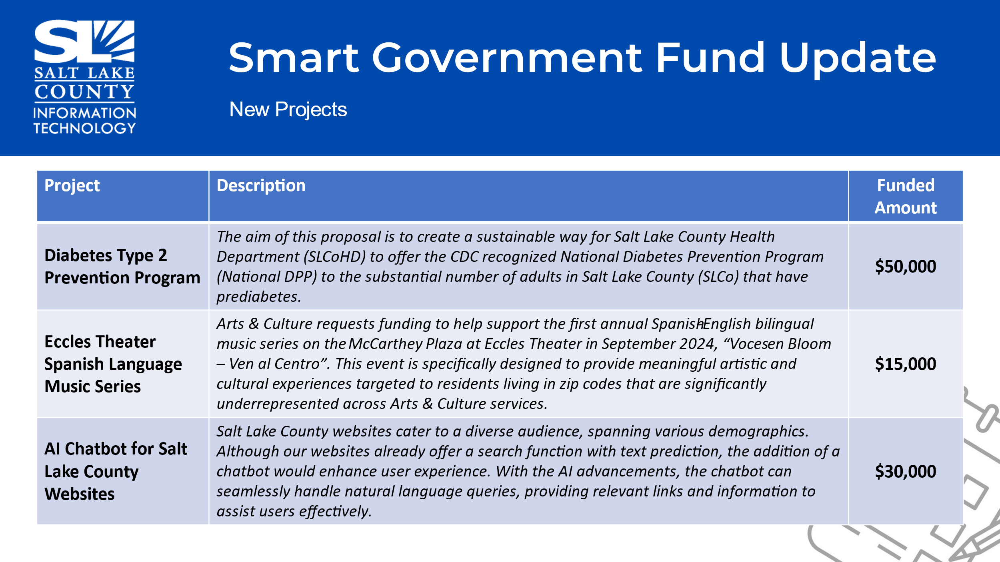 SL
SALT LAKE
COUNTY
INFORMATION
TECHNOLOGY
Smart Government Fund Update
New Projects
Project
Description
Funded
Amount
Diabetes Type 2
Prevention Program
The aim of this proposal is to create a sustainable way for Salt Lake County Health
Department (SLCoHD) to offer the CDC recognized National Diabetes Prevention Program
(National DPP) to the substantial number of adults in Salt Lake County (SLCo) that have
prediabetes.
$50,000
Eccles Theater
Spanish Language
Music Series
Arts & Culture requests funding to help support the first annual Spanish-English bilingual
music series on the McCarthey Plaza at Eccles Theater in September 2024, “Voces en Bloom
– Ven al Centro”. This event is specifically designed to provide meaningful artistic and
cultural experiences targeted to residents living in zip codes that are significantly
underrepresented across Arts & Culture services.
$15,000
AI Chatbot for Salt
Lake County
Websites
Salt Lake County websites cater to a diverse audience, spanning various demographics.
Although our websites already offer a search function with text prediction, the addition of a
chatbot would enhance user experience. With the AI advancements, the chatbot can
seamlessly handle natural language queries, providing relevant links and information to
assist users effectively.
$30,000